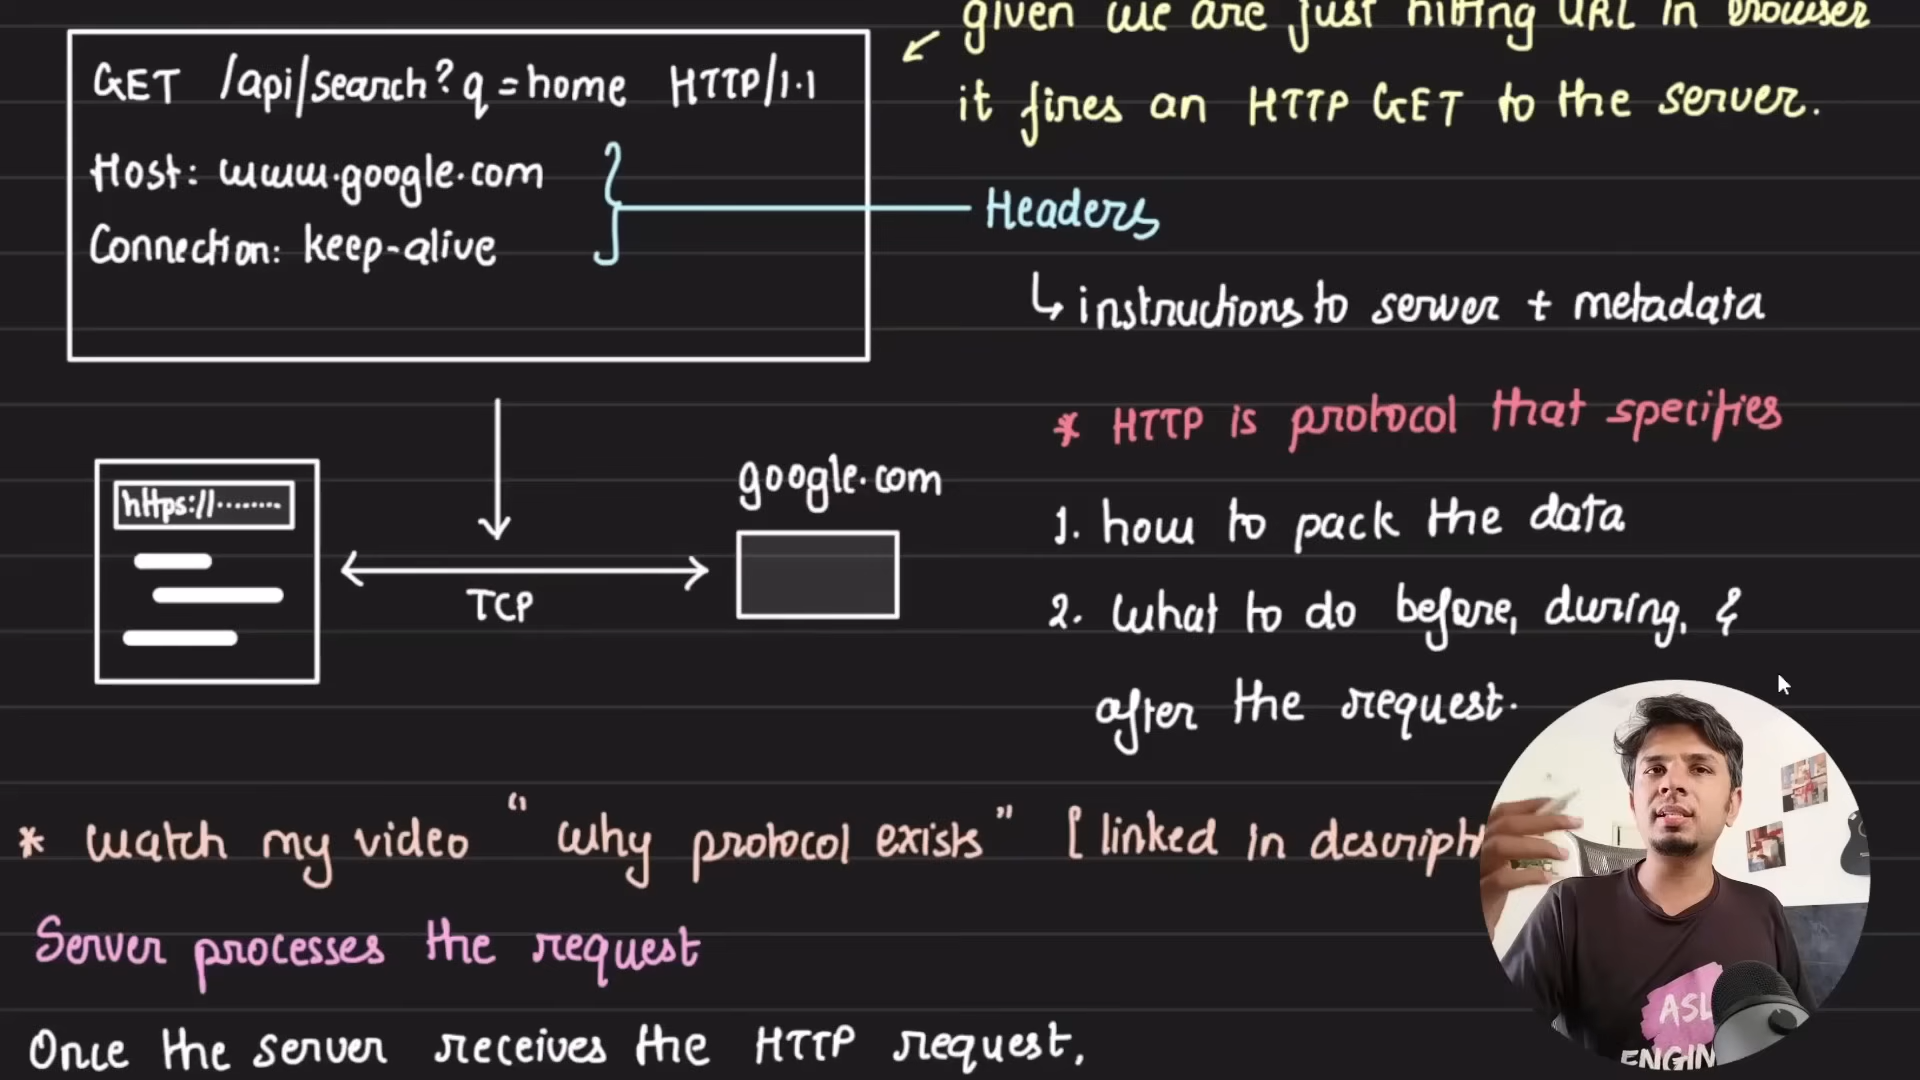 given we are just hitting URL in browser
it fires an HTTP GET to the server.
GET /api/search?q=home HTTP/1.1
Host: www.google.com
Connection: keep-alive
Headers
instructions to server + metadata
* HTTP is protocol that specifies
1. how to pack the data
2. what to do before, during, &
after the request.
https://........
TCP
google.com
* watch my video "why protocol exists" [linked in descript
Server processes the request
Once the server receives the HTTP request,
ASL
ENGIN